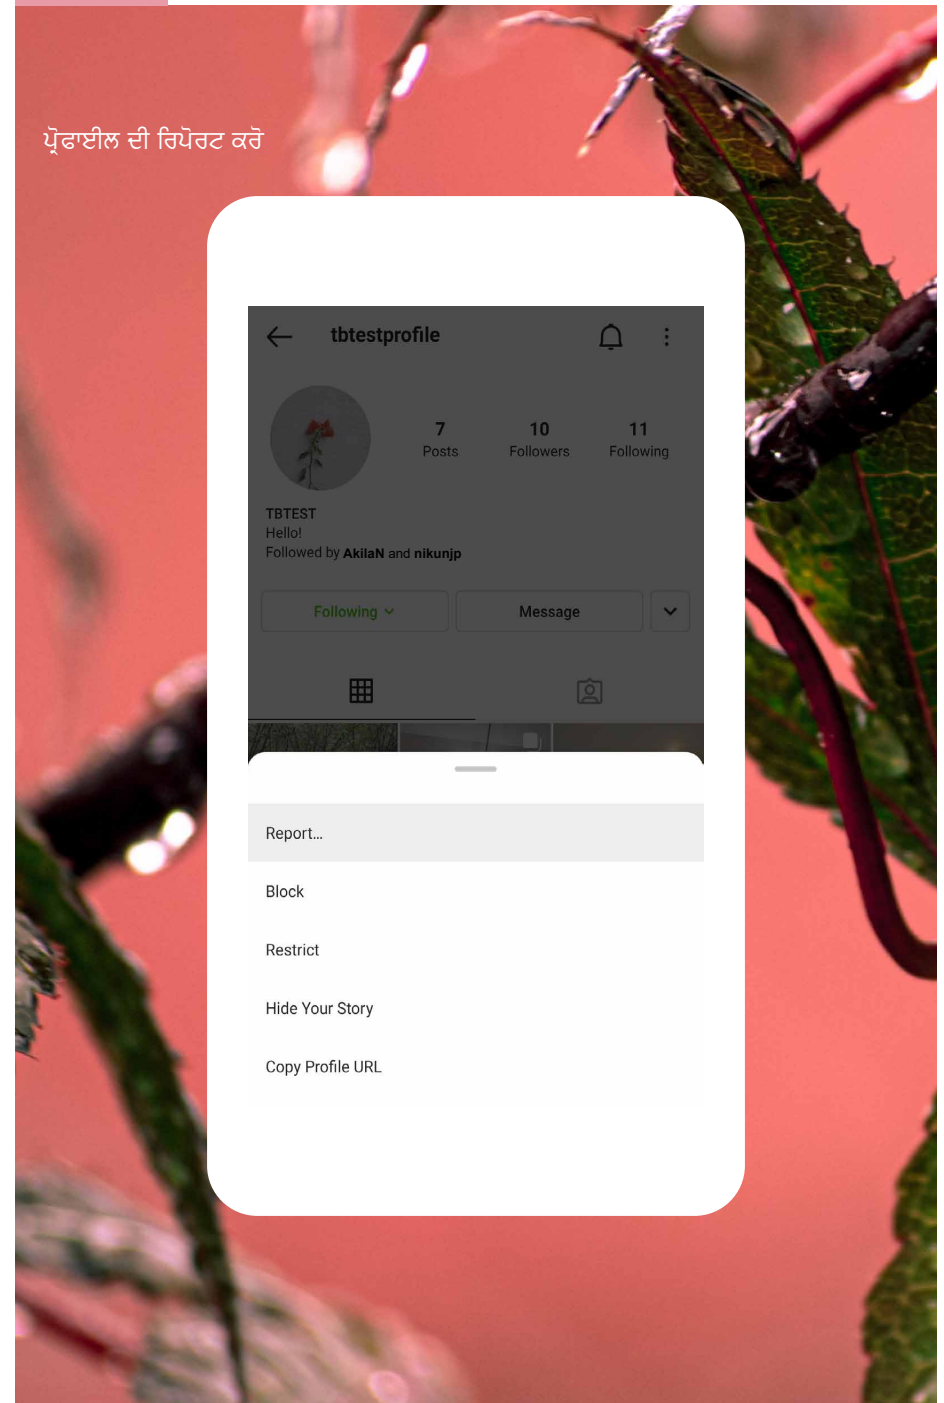 ਪ੍ਰੋਫਾਈਲ ਦੀ ਰਿਪੋਰਟ ਕਰੋ
tbtestprofile
7 10 11
Posts Followers Following
TBTEST
Hello!
Followed by AkilaN and nikunjp
Following Message
Report...
Block
Restrict
Hide Your Story
Copy Profile URL